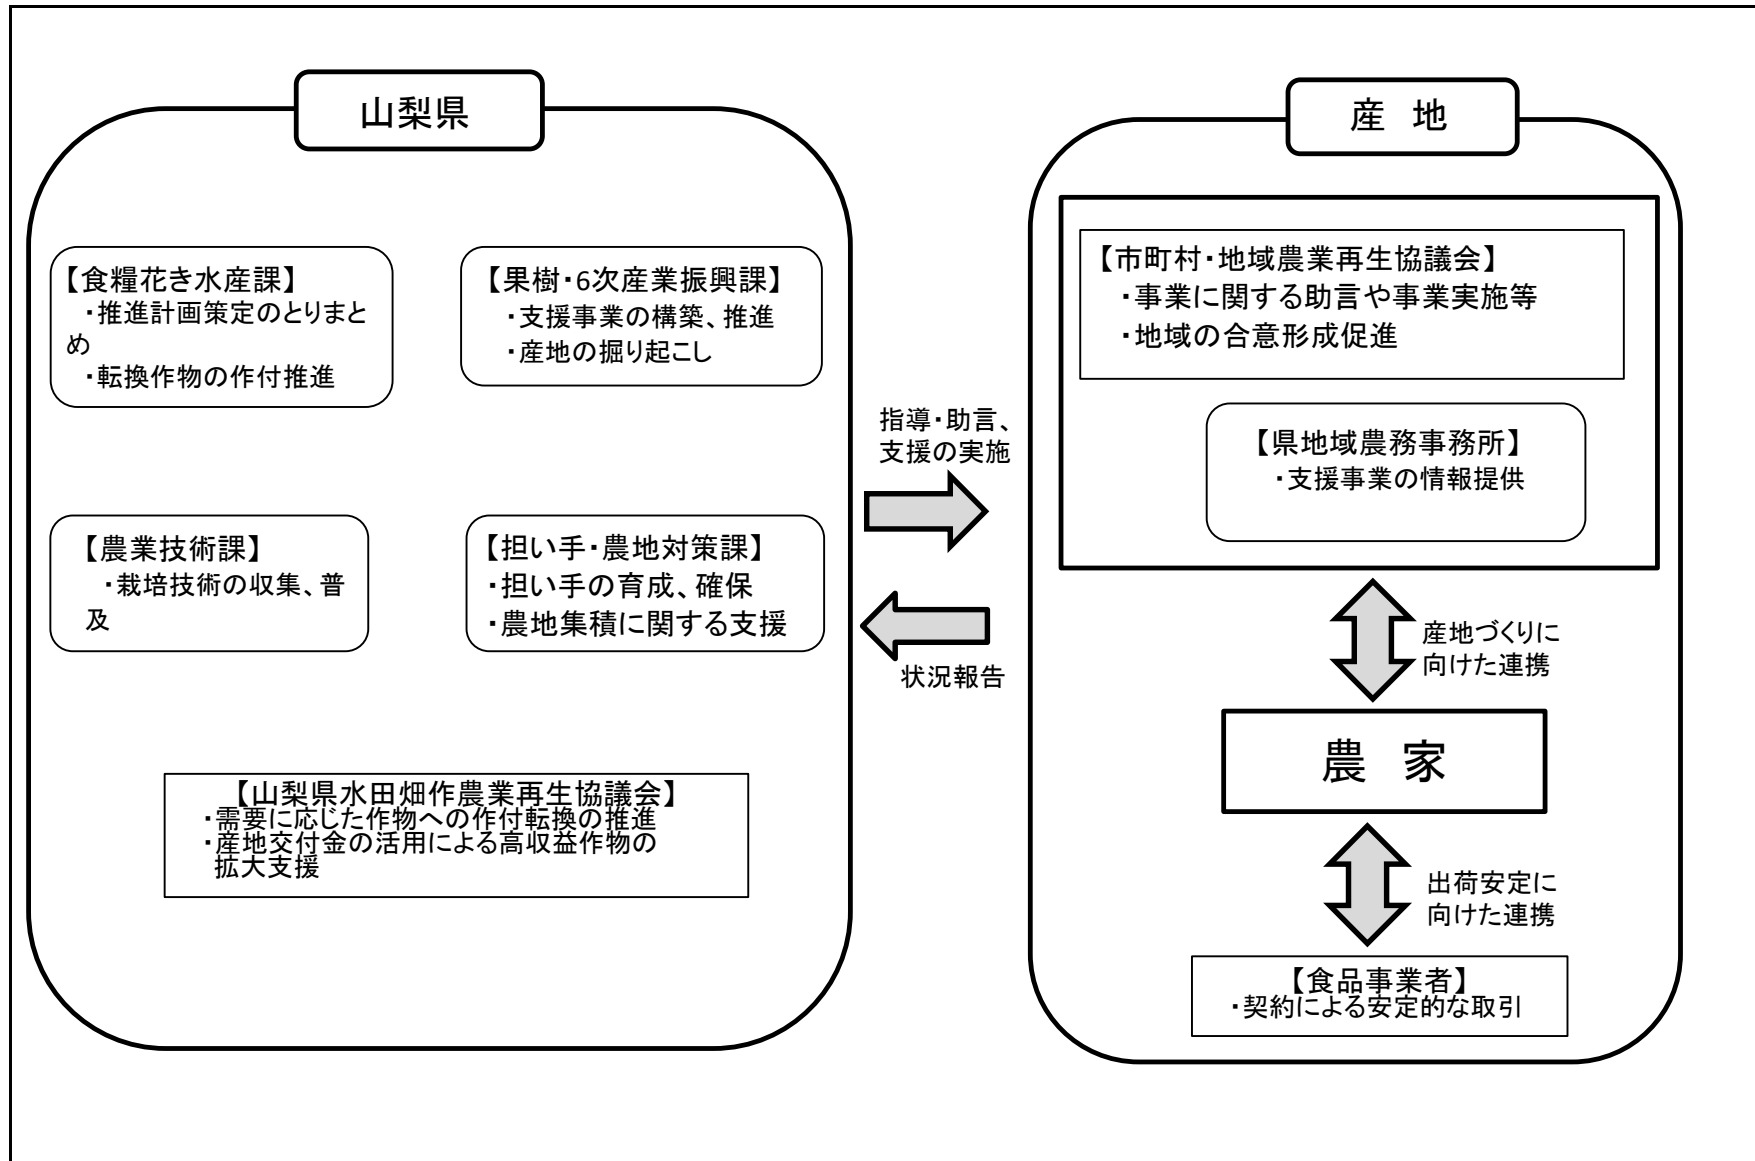 山梨県
【食糧花き水産課】
・推進計画策定のとりまと
め
・転換作物の作付推進
【果樹・6次産業振興課】
・支援事業の構築、推進
・産地の掘り起こし
【農業技術課】
・栽培技術の収集、普
及
【担い手・農地対策課】
・担い手の育成、確保
・農地集積に関する支援
【山梨県水田畑作農業再生協議会】
・需要に応じた作物への作付転換の推進
・産地交付金の活用による高収益作物の
拡大支援
指導・助言、
支援の実施
状況報告
産 地
【市町村・地域農業再生協議会】
・事業に関する助言や事業実施等
・地域の合意形成促進
【県地域農務事務所】
・支援事業の情報提供
産地づくりに
向けた連携
農 家
出荷安定に
向けた連携
【食品事業者】
・契約による安定的な取引